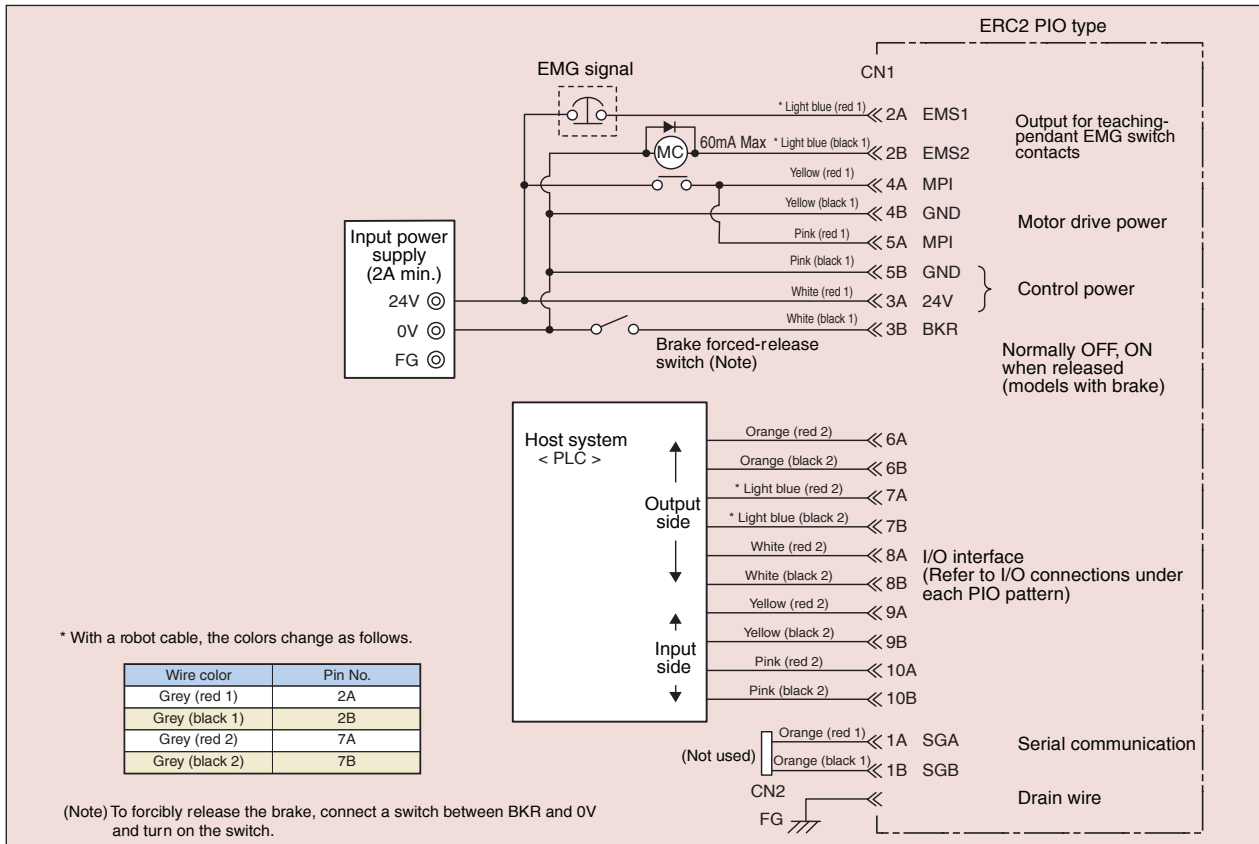 ERC2 PIO type
CN1
EMG signal
* Light blue (red 1)
2A EMS1
Output for teaching-
pendant EMG switch
contacts
MC
60mA Max
* Light blue (black 1)
2B EMS2
Yellow (red 1)
4A MPI
Yellow (black 1)
4B GND
Motor drive power
Pink (red 1)
5A MPI
Pink (black 1)
5B GND
Control power
White (red 1)
3A 24V
White (black 1)
3B BKR
Input power
supply
(2A min.)
24V
0V
FG
Brake forced-release
switch (Note)
Normally OFF, ON
when released
(models with brake)
Host system
< PLC >
Output
side
Input
side
Orange (red 2)
6A
Orange (black 2)
6B
* Light blue (red 2)
7A
* Light blue (black 2)
7B
White (red 2)
8A
White (black 2)
8B
Yellow (red 2)
9A
Yellow (black 2)
9B
Pink (red 2)
10A
Pink (black 2)
10B
I/O interface
(Refer to I/O connections under
each PIO pattern)
* With a robot cable, the colors change as follows.
Wire color Pin No.
Grey (red 1) 2A
Grey (black 1) 2B
Grey (red 2) 7A
Grey (black 2) 7B
(Not used)
Orange (red 1)
1A SGA
Serial communication
Orange (black 1)
1B SGB
CN2
FG
Drain wire
(Note) To forcibly release the brake, connect a switch between BKR and 0V
and turn on the switch.